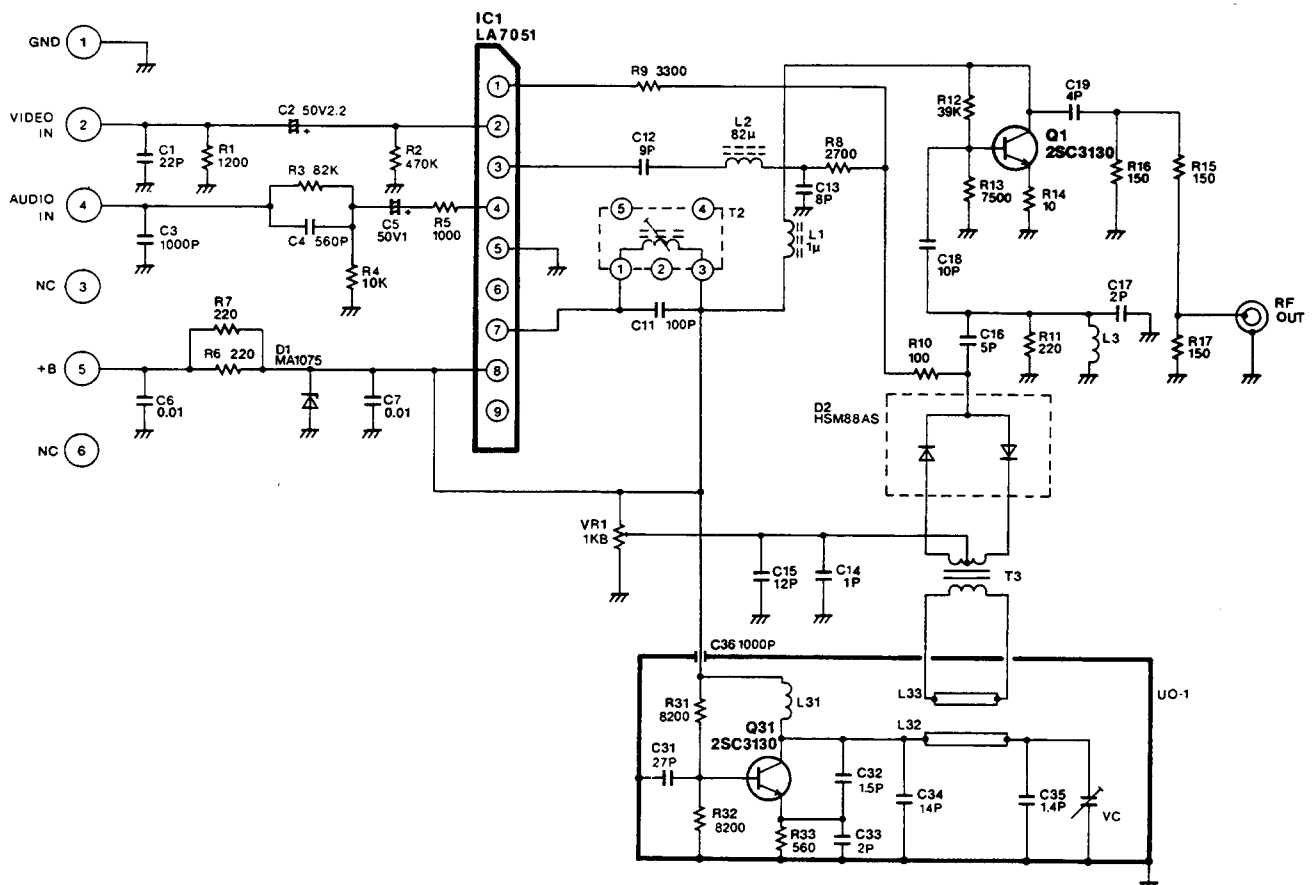 IC1
LA7051
GND 1
VIDEO
IN
2
C1
22P
R1
1200
C2 50V2.2
R2
470K
R3 82K
AUDIO
IN
4
C3
1000P
C4 560P
C5
50V1
R5
1000
R4
10K
NC 3
R7
220
R6 220
D1
MA1075
+B 5
C6
0.01
C7
0.01
NC 6
1
2
3
4
5
6
7
8
9
R9 3300
C12
9P
L2
82μ
R8
2700
C13
8P
5
4
T2
1
2
3
C11 100P
L1
1μ
R12
39K
Q1
2SC3130
C19
4P
R13
7500
R14
10
R16
150
R15
150
C18
10P
C17
2P
C16
5P
R11
220
L3
R10
100
R17
150
RF
OUT
D2
HSM88AS
VR1
1KB
C15
12P
C14
1P
T3
C36 1000P
UO-1
R31
8200
L31
L33
L32
Q31
2SC3130
C31
27P
C32
1.5P
C34
14P
C35
1.4P
VC
R32
8200
R33
560
C33
2P